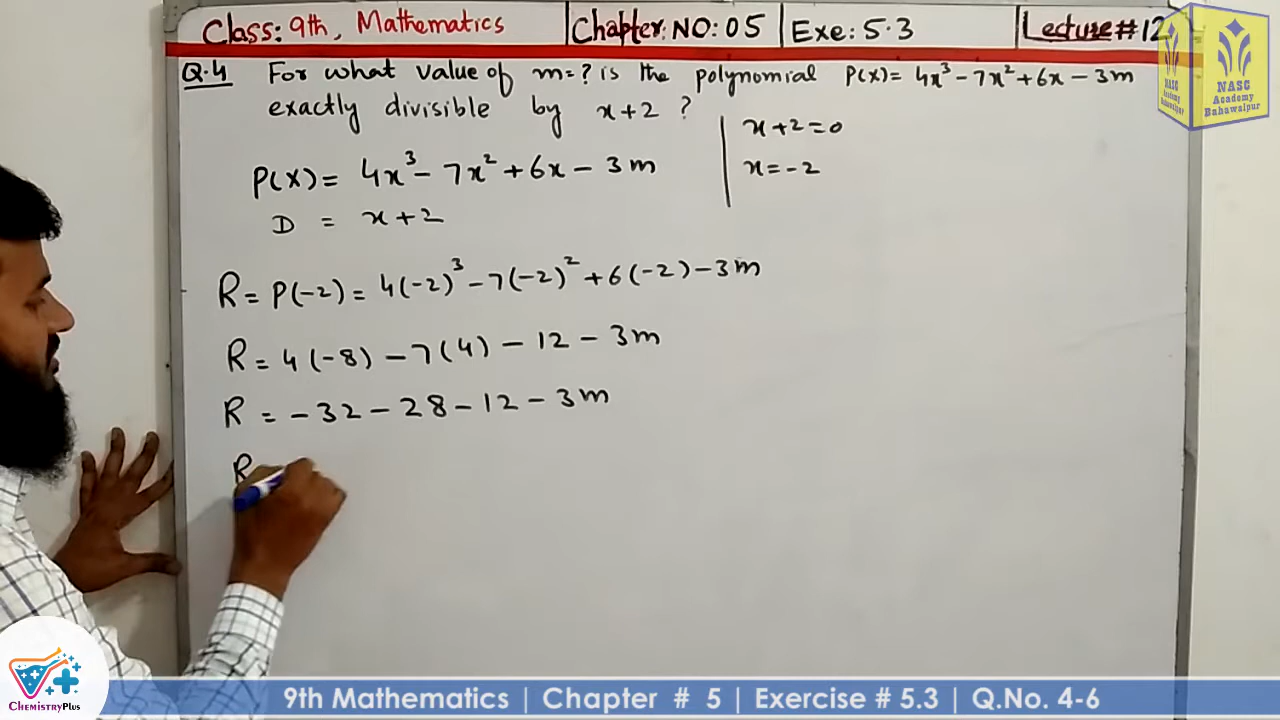 Class: 9th, Mathematics | Chapter: NO: 05 | Exe: 5.3 | Lecture # 12
Q.4 For what value of m=? is the polynomial P(X) = 4x³ - 7x² + 6x - 3m
exactly divisible by x+2 ?
x+2=0
x=-2
P(X) = 4x³ - 7x² + 6x - 3m
D = x+2
R = P(-2) = 4(-2)³ - 7(-2)² + 6(-2) - 3m
R = 4(-8) - 7(4) - 12 - 3m
R = -32 - 28 - 12 - 3m
R
NASC
Academy
Bahawalpur
ChemistryPlus
9th Mathematics | Chapter # 5 | Exercise # 5.3 | Q.No. 4-6